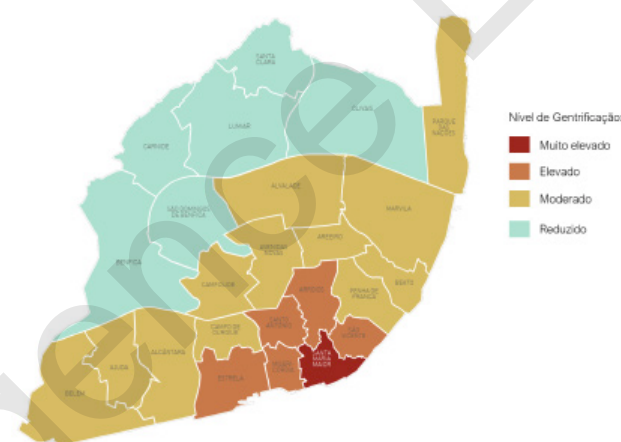 SANTA
CLARA
OLIVAIS
LUMIAR
PARQUE
DAS
NAÇÕES
CARNIDE
ALVALADE
SÃO DOMINGOS
DE BENFICA
MARVILA
AREEIRO
AVENIDAS
NOVAS
BENFICA
CAMPOLIDE
BEATO
ARROIOS
PENHA DE
FRANÇA
SANTO
ANTÓNIO
CAMPO DE
OURIQUE
SÃO
VICENTE
ALCÂNTARA
SANTA
MARIA
MAIOR
MISERI-
CÓRDIA
AJUDA
ESTRELA
BELÉM
Nível de Gentrificação:
Muito elevado
Elevado
Moderado
Reduzido